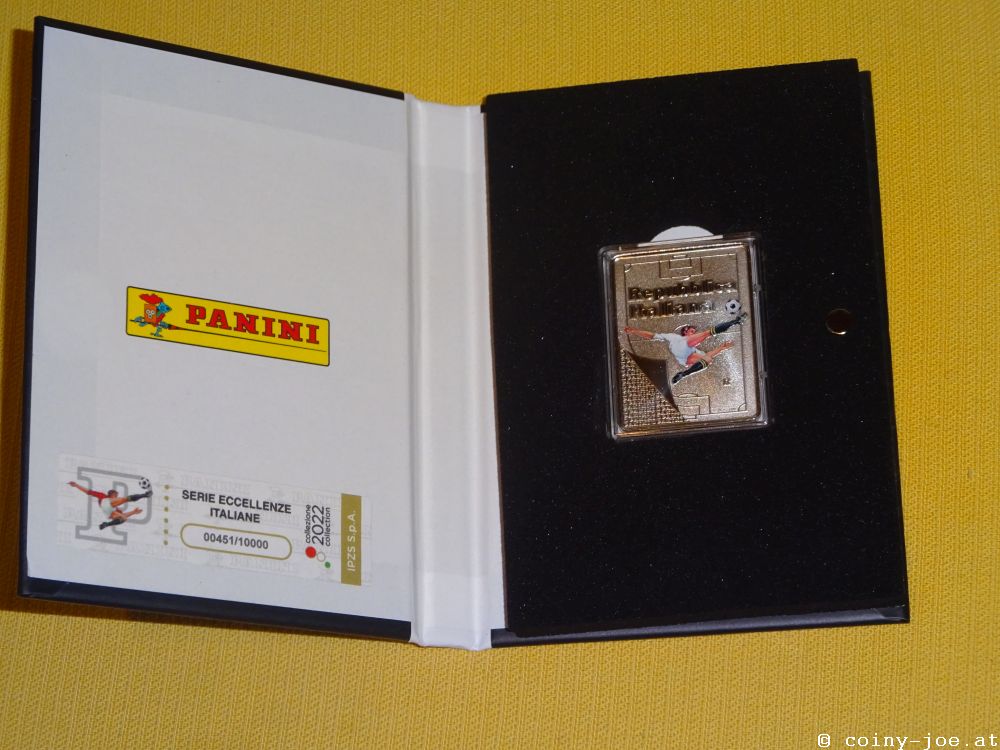 PANINI
P
SERIE ECCELLENZE
ITALIANE
00451/10000
collezione
2022
collection
IPZS S.p.A.
Repubblica
Italiana
© coiny-joe.at